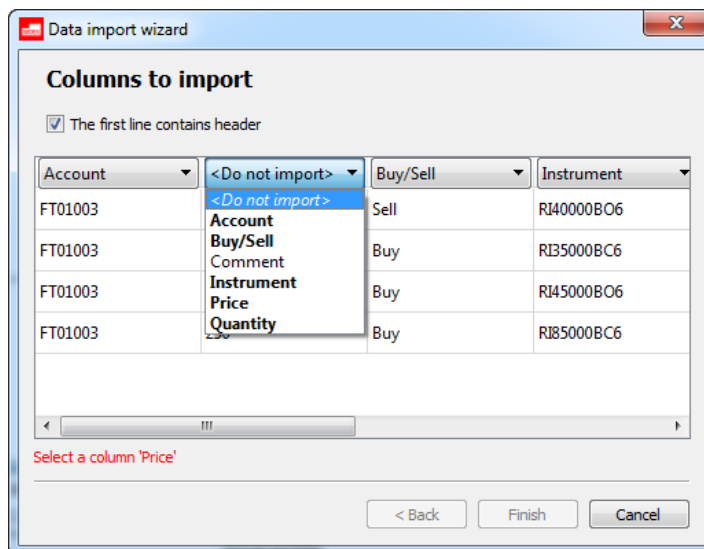 Data import wizard
Columns to import
The first line contains header
Account <Do not import> Buy/Sell Instrument
<Do not import>
Account
Buy/Sell
Comment
Instrument
Price
Quantity
FT01003 Sell RI40000BO6
FT01003 Buy RI35000BC6
FT01003 Buy RI45000BO6
FT01003 Buy RI85000BC6
Select a column 'Price'
< Back Finish Cancel